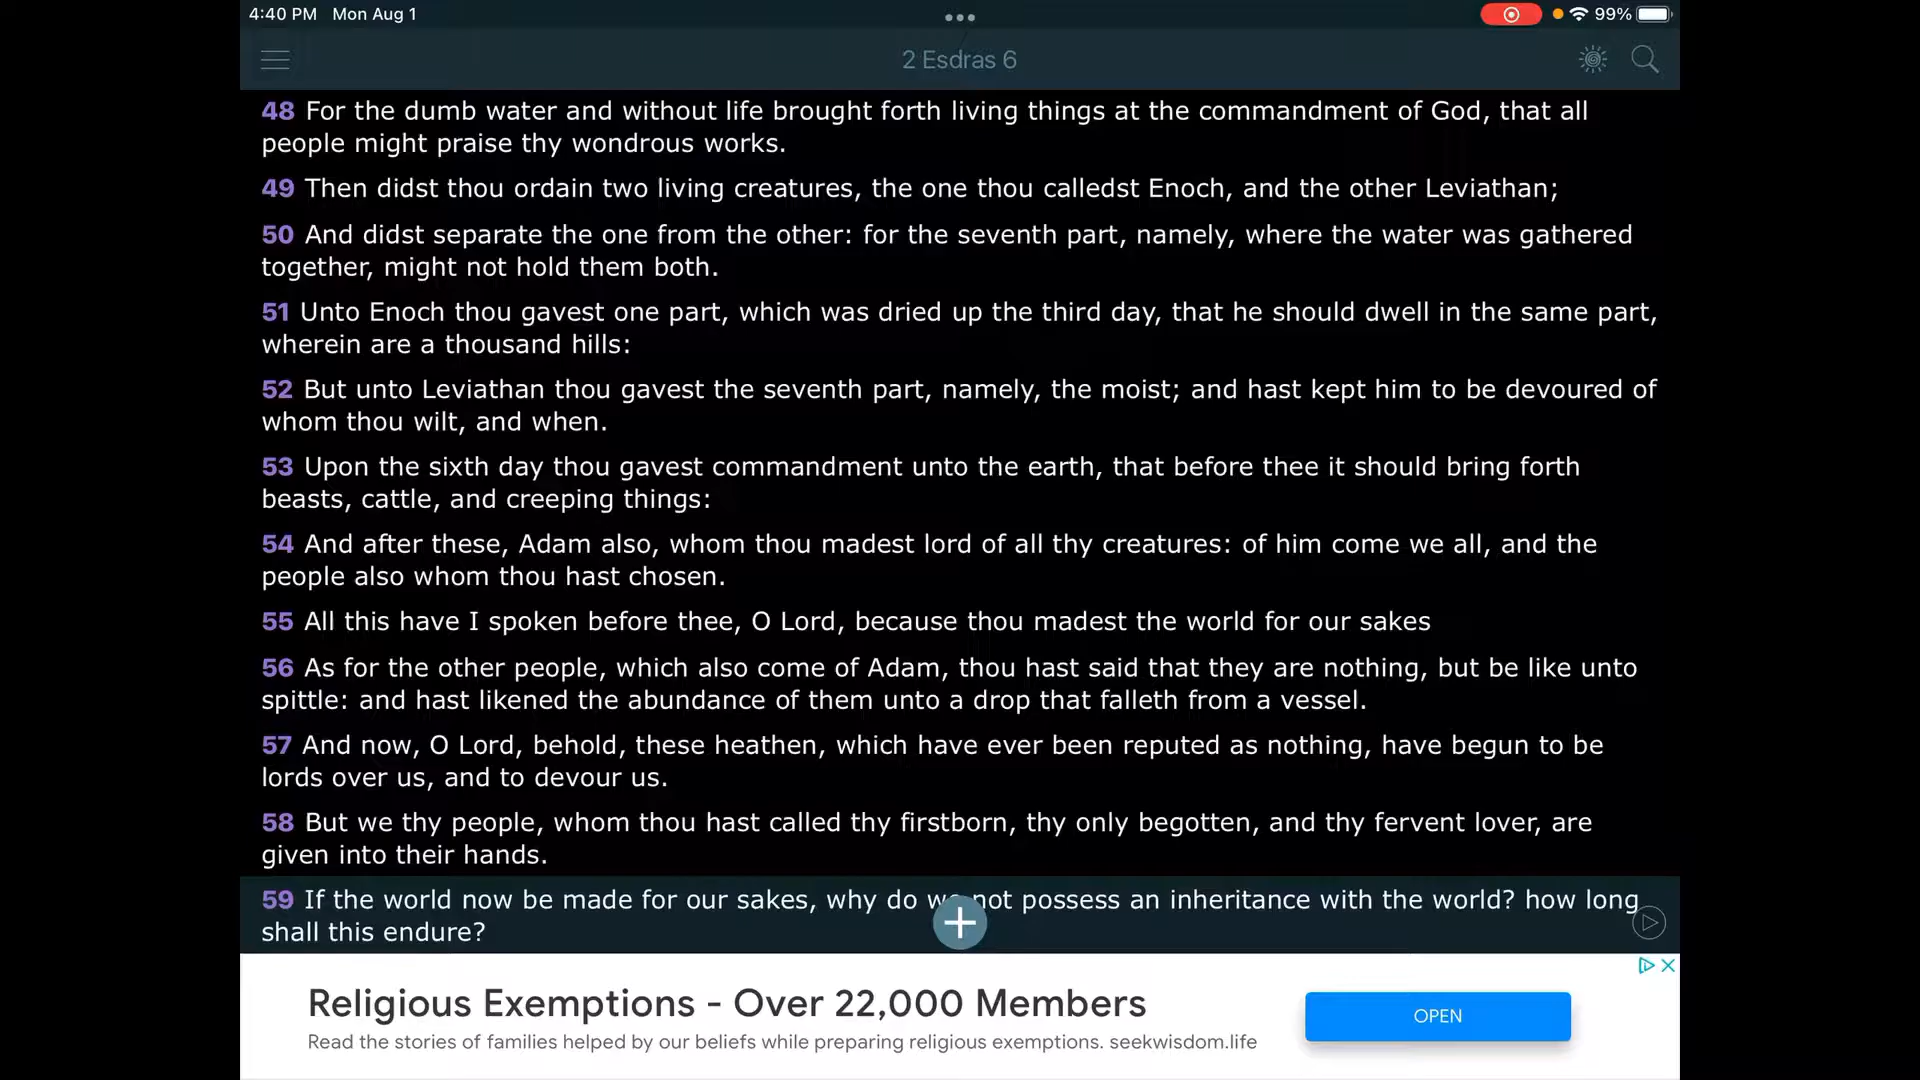 4:40 PM Mon Aug 1
99%
2 Esdras 6
48 For the dumb water and without life brought forth living things at the commandment of God, that all
people might praise thy wondrous works.
49 Then didst thou ordain two living creatures, the one thou calledst Enoch, and the other Leviathan;
50 And didst separate the one from the other: for the seventh part, namely, where the water was gathered
together, might not hold them both.
51 Unto Enoch thou gavest one part, which was dried up the third day, that he should dwell in the same part,
wherein are a thousand hills:
52 But unto Leviathan thou gavest the seventh part, namely, the moist; and hast kept him to be devoured of
whom thou wilt, and when.
53 Upon the sixth day thou gavest commandment unto the earth, that before thee it should bring forth
beasts, cattle, and creeping things:
54 And after these, Adam also, whom thou madest lord of all thy creatures: of him come we all, and the
people also whom thou hast chosen.
55 All this have I spoken before thee, O Lord, because thou madest the world for our sakes
56 As for the other people, which also come of Adam, thou hast said that they are nothing, but be like unto
spittle: and hast likened the abundance of them unto a drop that falleth from a vessel.
57 And now, O Lord, behold, these heathen, which have ever been reputed as nothing, have begun to be
lords over us, and to devour us.
58 But we thy people, whom thou hast called thy firstborn, thy only begotten, and thy fervent lover, are
given into their hands.
59 If the world now be made for our sakes, why do we not possess an inheritance with the world? how long
shall this endure?
Religious Exemptions - Over 22,000 Members
Read the stories of families helped by our beliefs while preparing religious exemptions. seekwisdom.life
OPEN